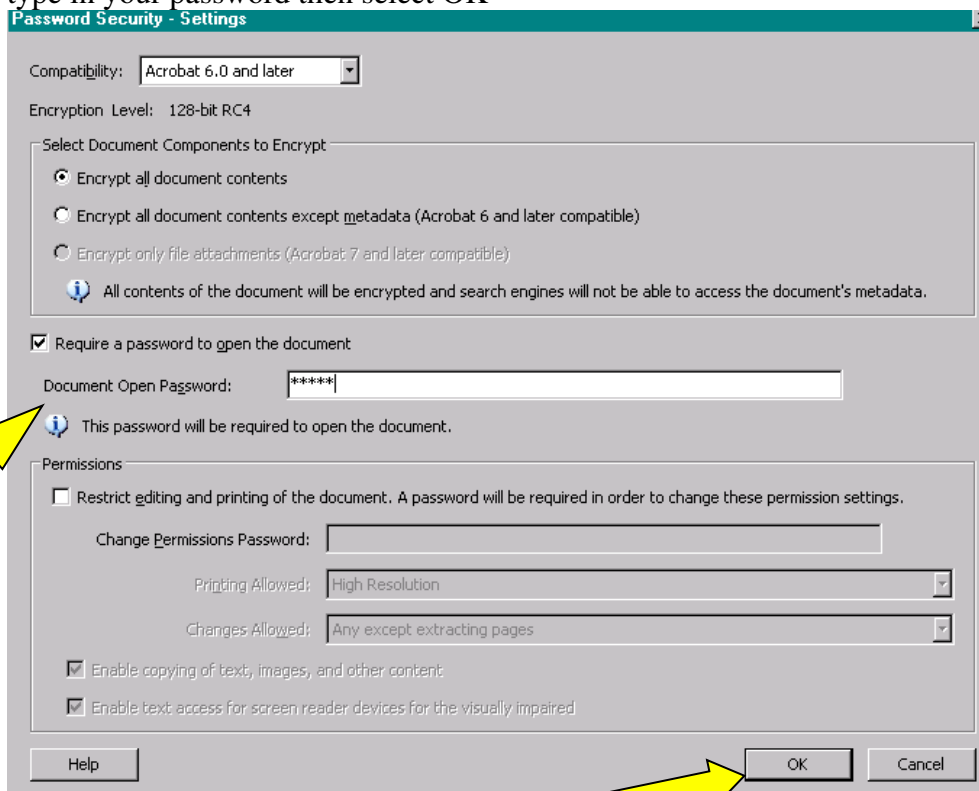 type in your password then select OK
Password Security - Settings
Compatibility: Acrobat 6.0 and later
Encryption Level: 128-bit RC4
Select Document Components to Encrypt
Encrypt all document contents
Encrypt all document contents except metadata (Acrobat 6 and later compatible)
Encrypt only file attachments (Acrobat 7 and later compatible)
All contents of the document will be encrypted and search engines will not be able to access the document's metadata.
Require a password to open the document
Document Open Password: *****
This password will be required to open the document.
Permissions
Restrict editing and printing of the document. A password will be required in order to change these permission settings.
Change Permissions Password:
Printing Allowed: High Resolution
Changes Allowed: Any except extracting pages
Enable copying of text, images, and other content
Enable text access for screen reader devices for the visually impaired
Help OK Cancel